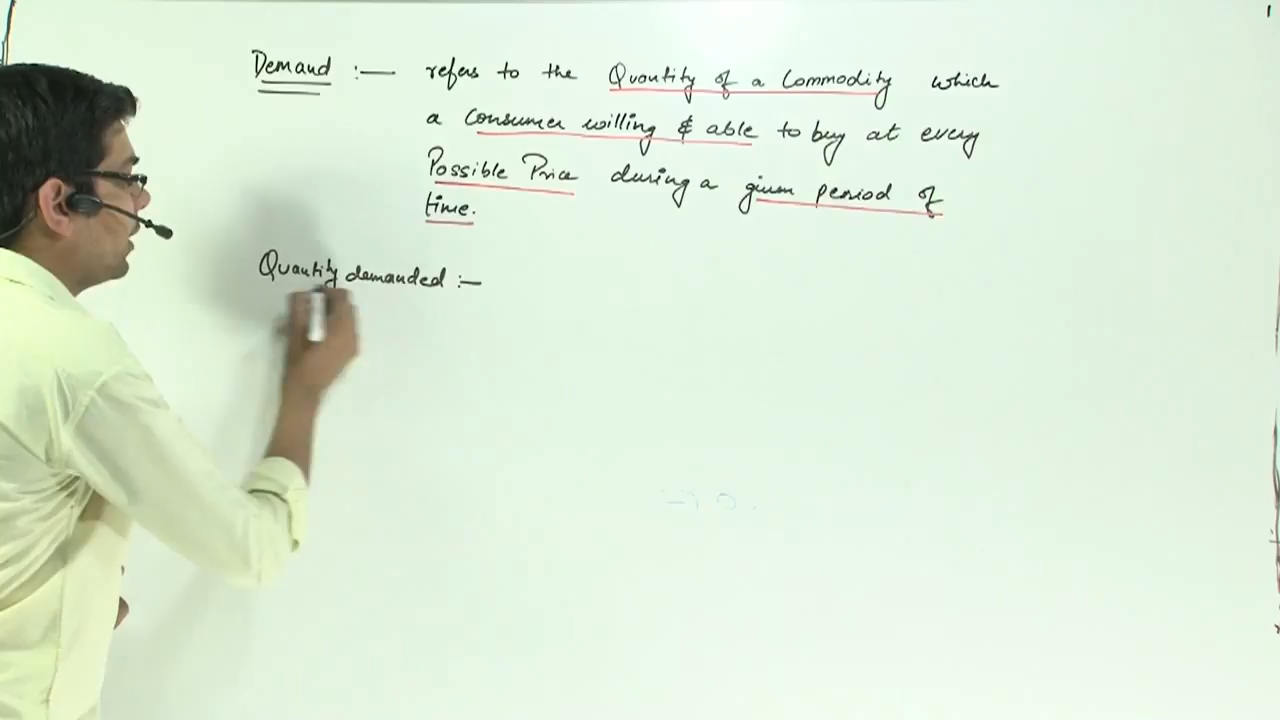 Demand :— refers to the Quantity of a Commodity which
a consumer willing & able to buy at every
Possible Price during a given period of
time.
Quantity demanded :—